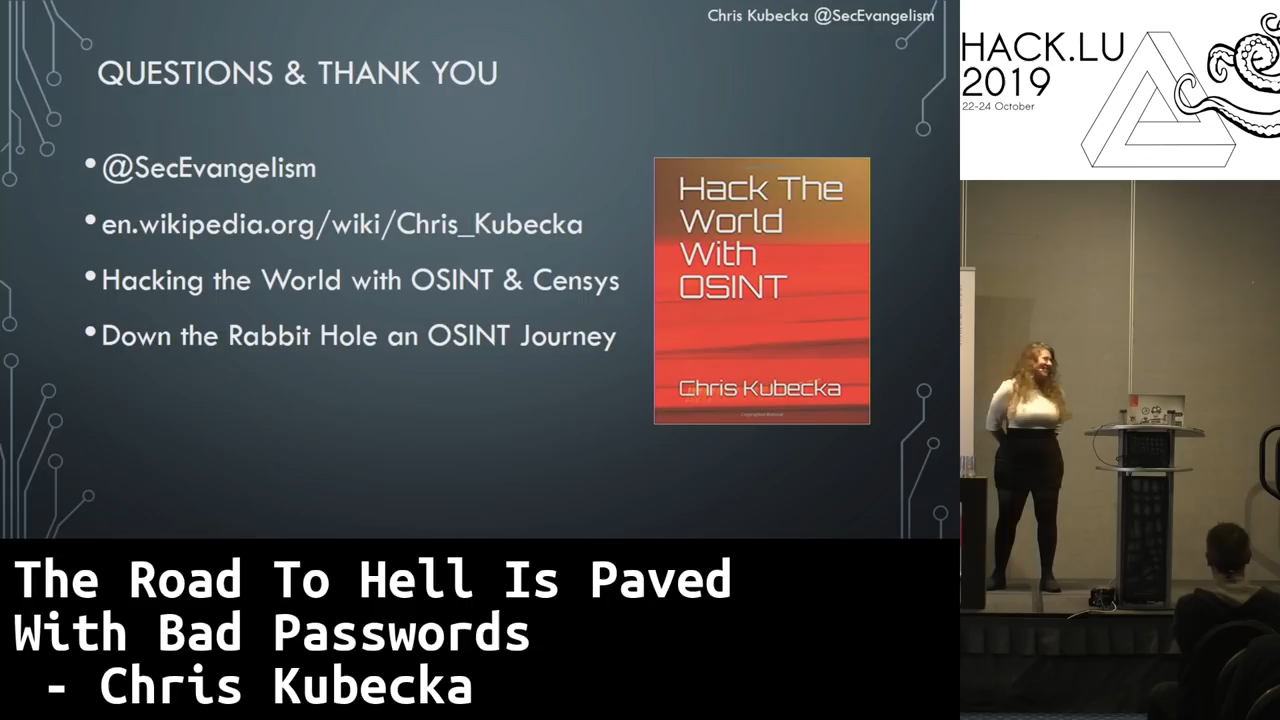 Chris Kubecka @SecEvangelism
QUESTIONS & THANK YOU
@SecEvangelism
en.wikipedia.org/wiki/Chris_Kubecka
Hacking the World with OSINT & Censys
Down the Rabbit Hole an OSINT Journey
Hack The
World
With
OSINT
Chris Kubecka
HACK.LU
2019
22-24 October
The Road To Hell Is Paved
With Bad Passwords
- Chris Kubecka